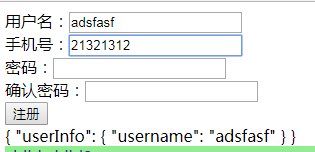 用户名：adsfasf
手机号：21321312
密码：
确认密码：
注册
{ "userInfo": { "username": "adsfasf" } }